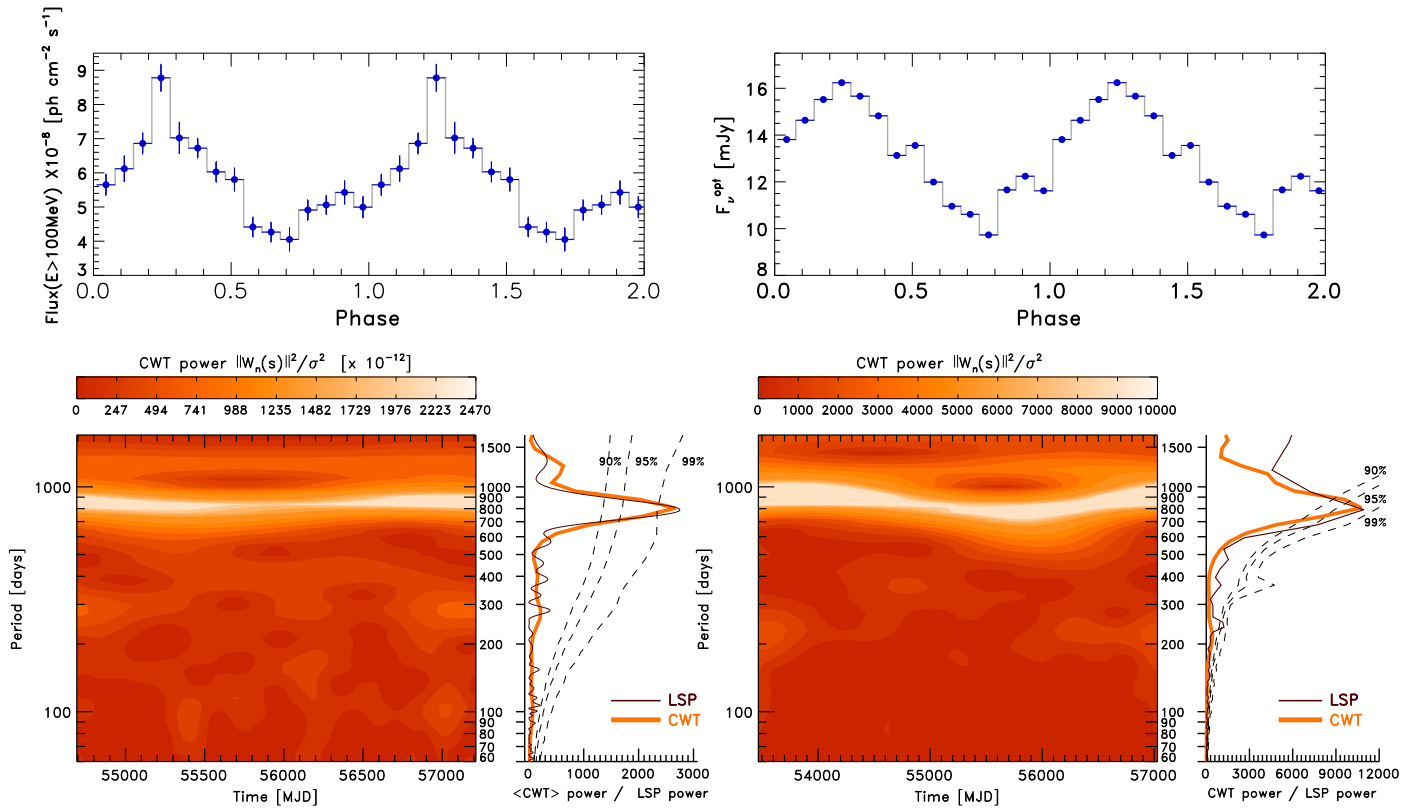 Flux(E>100MeV) X10⁻⁸ [ph cm⁻² s⁻¹]
9
8
7
6
5
4
3
0.0 0.5 1.0 1.5 2.0
Phase
F_ν^opt [mJy]
16
14
12
10
8
0.0 0.5 1.0 1.5 2.0
Phase
CWT power ||Wₙ(s)||²/σ² [x 10⁻¹²]
0 247 494 741 988 1235 1482 1729 1976 2223 2470
Period [days]
1000
100
55000 55500 56000 56500 57000
Time [MJD]
1500
1000
900
800
700
600
500
400
300
200
100
90
80
70
60
90% 95% 99%
LSP
CWT
0 1000 2000 3000
<CWT> power / LSP power
CWT power ||Wₙ(s)||²/σ²
0 1000 2000 3000 4000 5000 6000 7000 8000 9000 10000
Period [days]
1000
100
54000 55000 56000 57000
Time [MJD]
1500
1000
900
800
700
600
500
400
300
200
100
90
80
70
60
90%
95%
99%
LSP
CWT
0 3000 6000 9000 12000
CWT power / LSP power